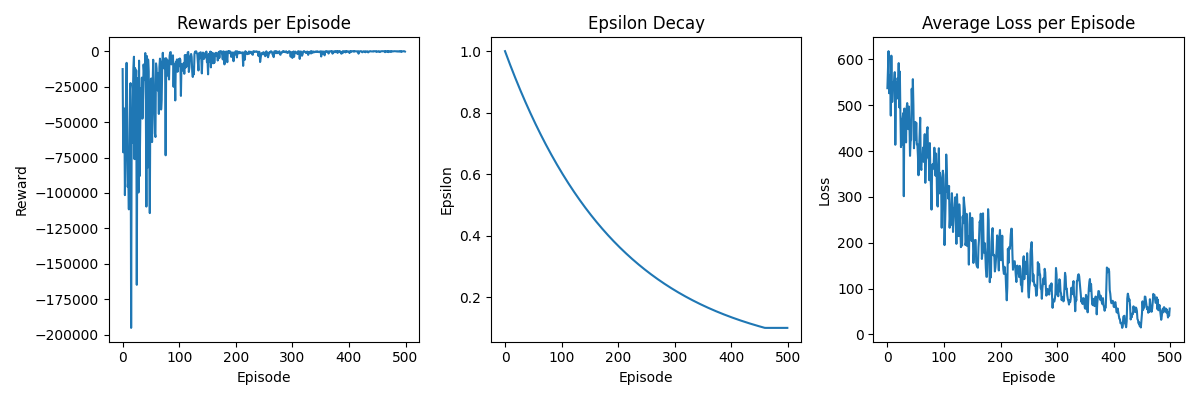 Rewards per Episode
0
−25000
−50000
−75000
−100000
−125000
−150000
−175000
−200000
Reward
0 100 200 300 400 500
Episode
Epsilon Decay
1.0
0.8
0.6
0.4
0.2
Epsilon
0 100 200 300 400 500
Episode
Average Loss per Episode
600
500
400
300
200
100
0
Loss
0 100 200 300 400 500
Episode